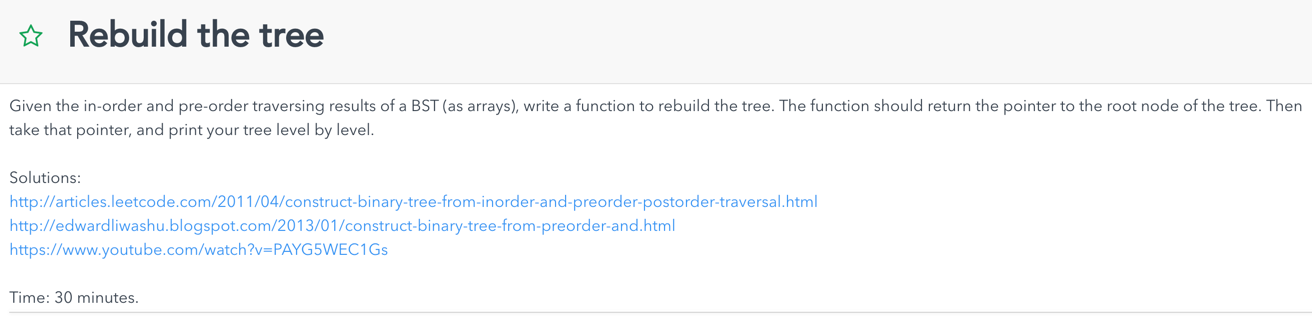 Rebuild the tree
Given the in-order and pre-order traversing results of a BST (as arrays), write a function to rebuild the tree. The function should return the pointer to the root node of the tree. Then
take that pointer, and print your tree level by level.
Solutions:
http://articles.leetcode.com/2011/04/construct-binary-tree-from-inorder-and-preorder-postorder-traversal.html
http://edwardliwashu.blogspot.com/2013/01/construct-binary-tree-from-preorder-and.html
https://www.youtube.com/watch?v=PAYG5WEC1Gs
Time: 30 minutes.